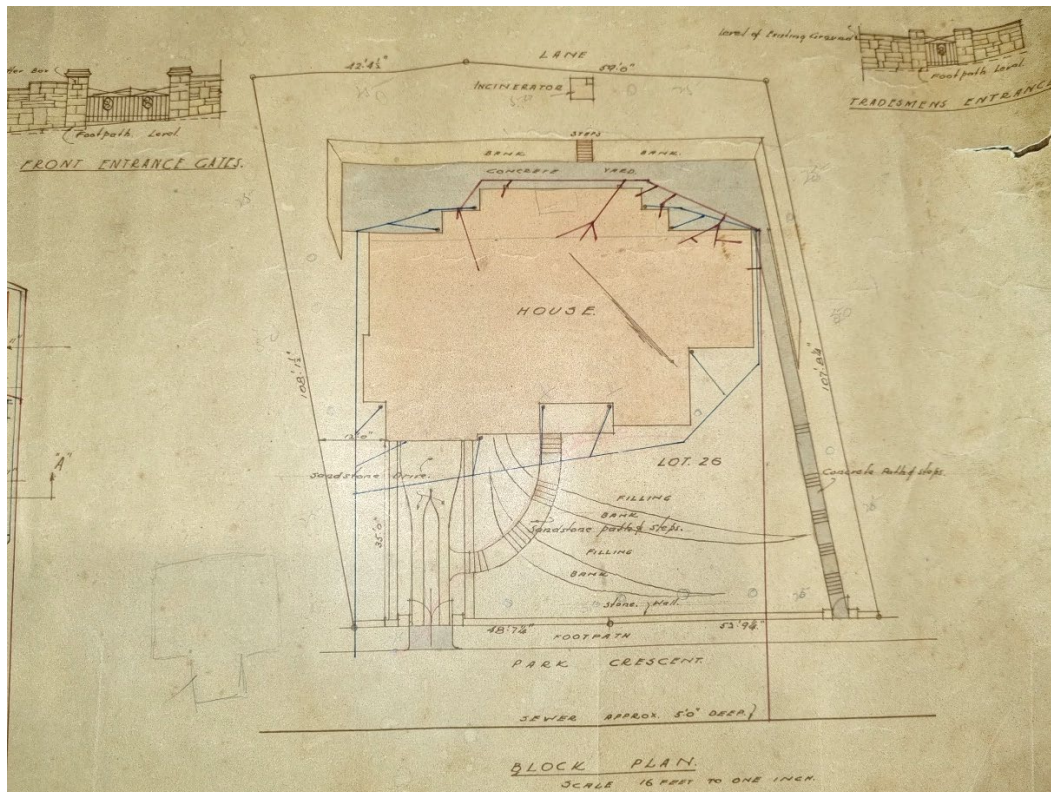 LANE
42'4½"
59'0"
INCINERATOR
Level of Existing Ground
Footpath Level
TRADESMENS ENTRANCE
Footpath Level
FRONT ENTRANCE GATES.
STEPS
BANK
BANK.
CONCRETE YARD.
HOUSE.
108'.1½"
107'.8¼"
"A"
12'.0"
LOT. 26
Sandstone Drive.
Concrete Path & steps.
FILLING
BANK
Sandstone path & steps.
35'.0"
FILLING
BANK
Stone Wall.
48'.7¼"
53'.9¾"
FOOTPATH
PARK CRESCENT.
SEWER APPROX. 5'0" DEEP.
BLOCK PLAN.
SCALE 16 FEET TO ONE INCH.